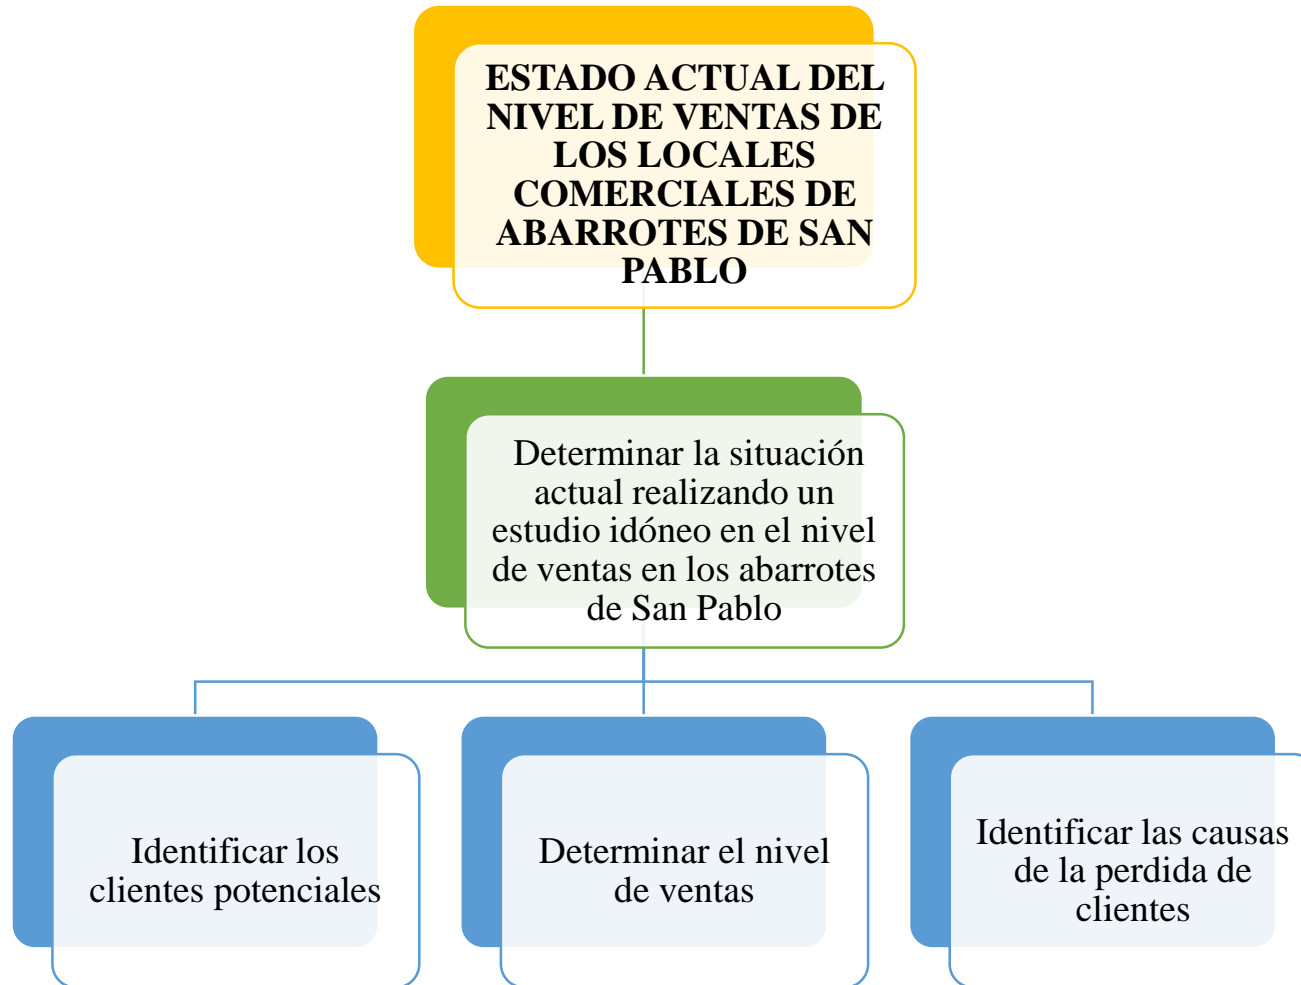 ESTADO ACTUAL DEL
NIVEL DE VENTAS DE
LOS LOCALES
COMERCIALES DE
ABARROTES DE SAN
PABLO
Determinar la situación
actual realizando un
estudio idóneo en el nivel
de ventas en los abarrotes
de San Pablo
Identificar los
clientes potenciales
Determinar el nivel
de ventas
Identificar las causas
de la perdida de
clientes